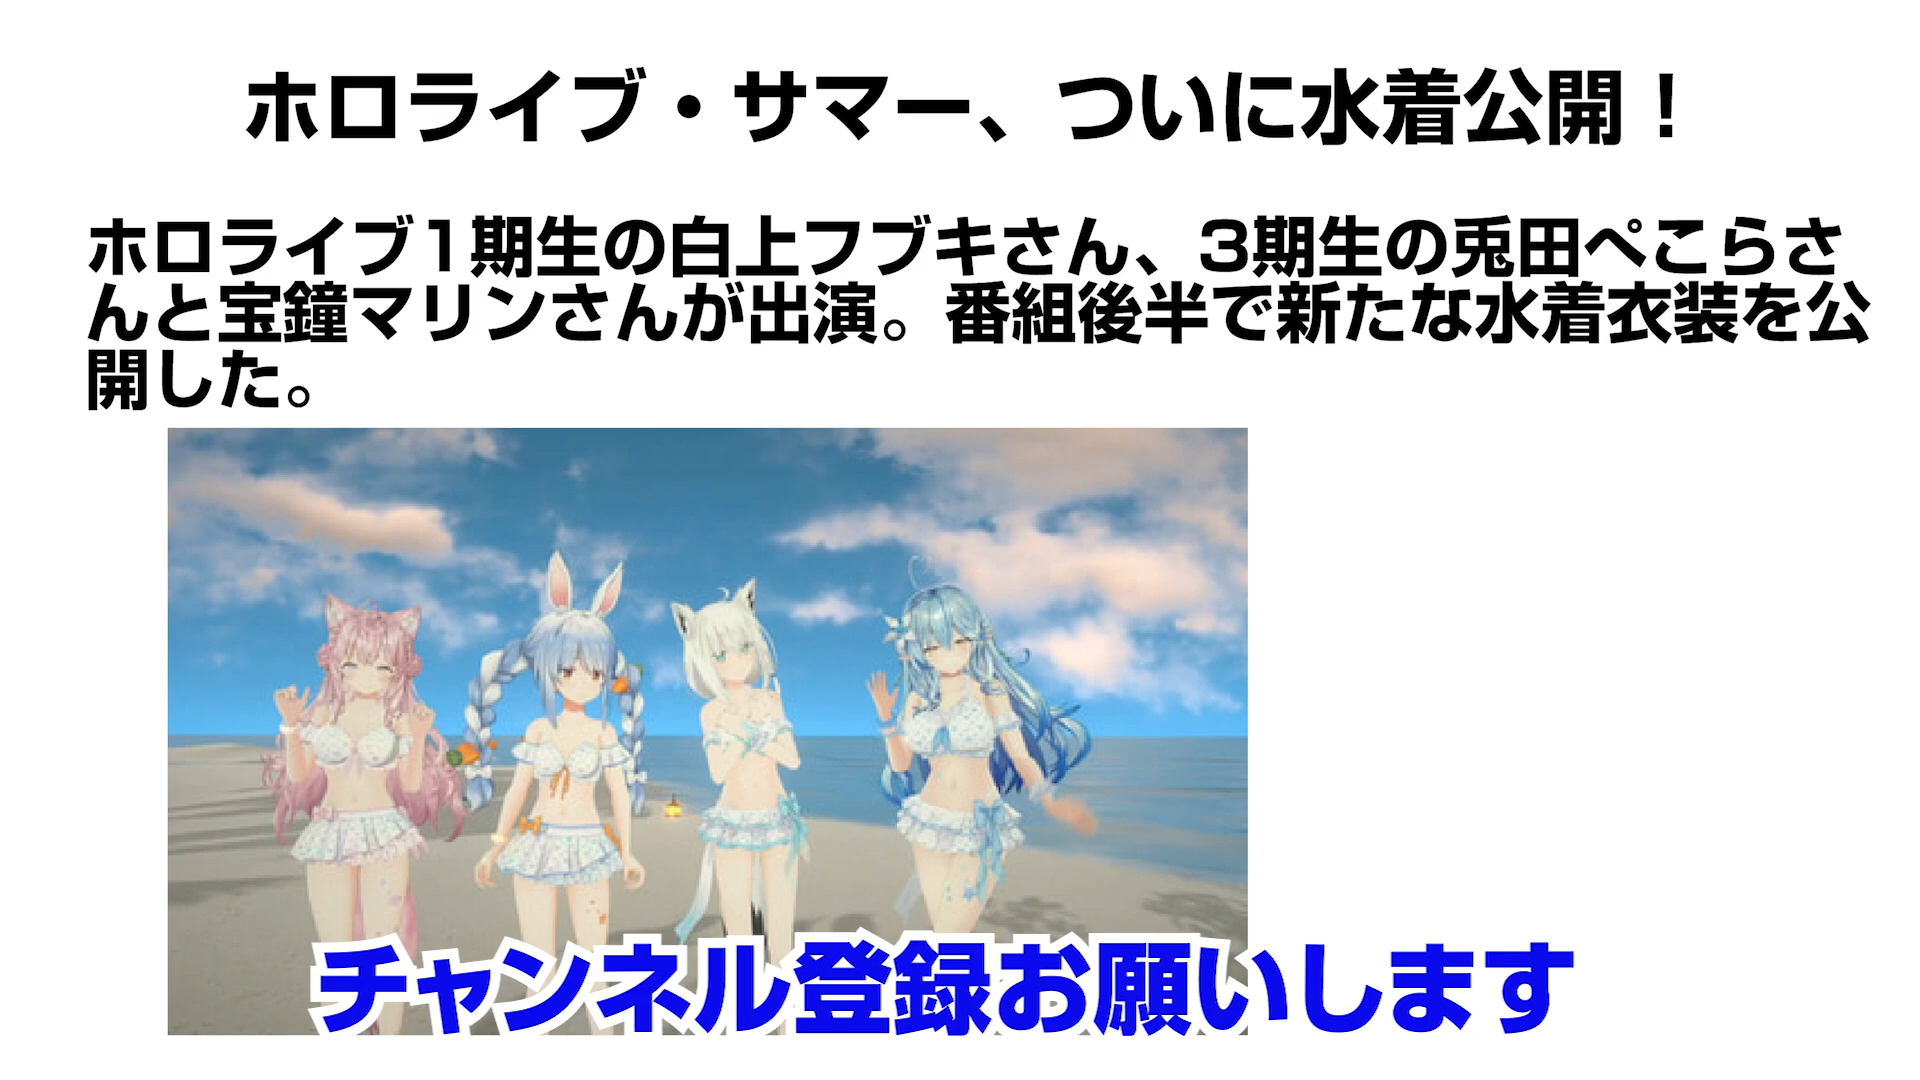 ホロライブ・サマー、ついに水着公開！
ホロライブ1期生の白上フブキさん、3期生の兎田ぺこらさ
んと宝鐘マリンさんが出演。番組後半で新たな水着衣装を公
開した。
チャンネル登録お願いします